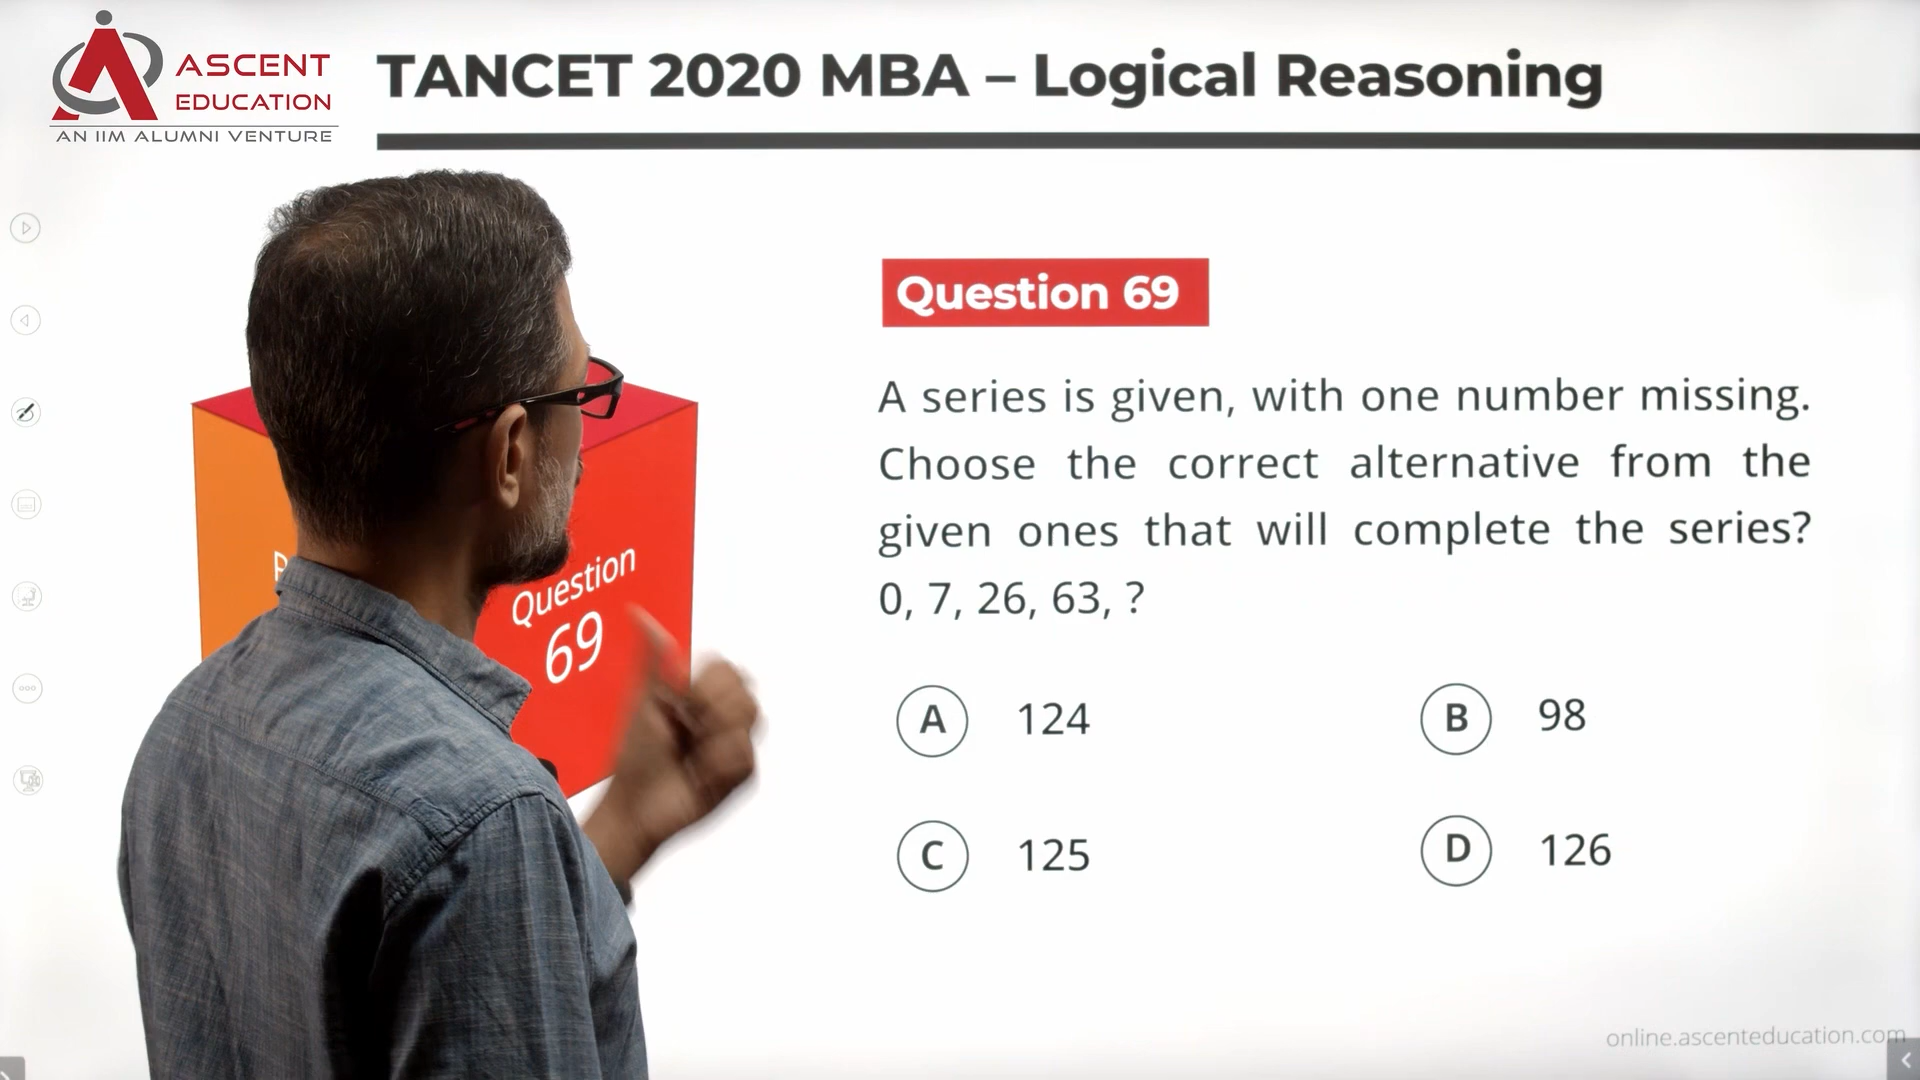 ASCENT
EDUCATION
AN IIM ALUMNI VENTURE
TANCET 2020 MBA – Logical Reasoning
Question 69
A series is given, with one number missing.
Choose the correct alternative from the
given ones that will complete the series?
0, 7, 26, 63, ?
A 124
B 98
C 125
D 126
Question
69
online.ascenteducation.com